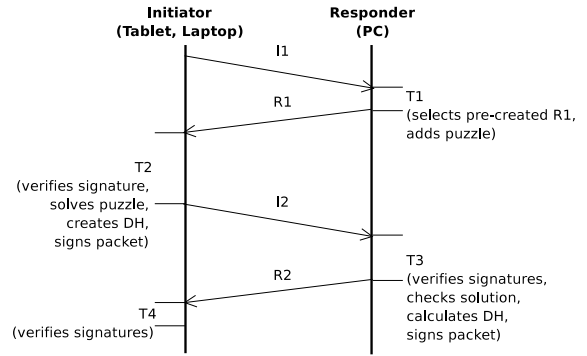 Initiator
(Tablet, Laptop)
Responder
(PC)
I1
R1
T1
(selects pre-created R1,
adds puzzle)
T2
(verifies signature,
solves puzzle,
creates DH,
signs packet)
I2
R2
T3
(verifies signatures,
checks solution,
calculates DH,
signs packet)
T4
(verifies signatures)